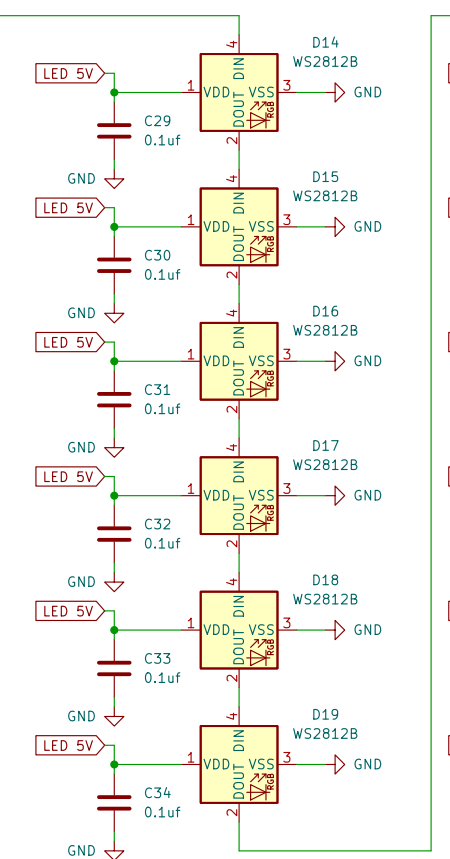 D14
WS2812B
LED 5V
4
DIN
1
VDD
VSS
3
GND
DOUT
RGB
2
C29
0.1uf
GND
D15
WS2812B
LED 5V
4
DIN
1
VDD
VSS
3
GND
DOUT
RGB
2
C30
0.1uf
GND
D16
WS2812B
LED 5V
4
DIN
1
VDD
VSS
3
GND
DOUT
RGB
2
C31
0.1uf
GND
D17
WS2812B
LED 5V
4
DIN
1
VDD
VSS
3
GND
DOUT
RGB
2
C32
0.1uf
GND
D18
WS2812B
LED 5V
4
DIN
1
VDD
VSS
3
GND
DOUT
RGB
2
C33
0.1uf
GND
D19
WS2812B
LED 5V
4
DIN
1
VDD
VSS
3
GND
DOUT
RGB
2
C34
0.1uf
GND